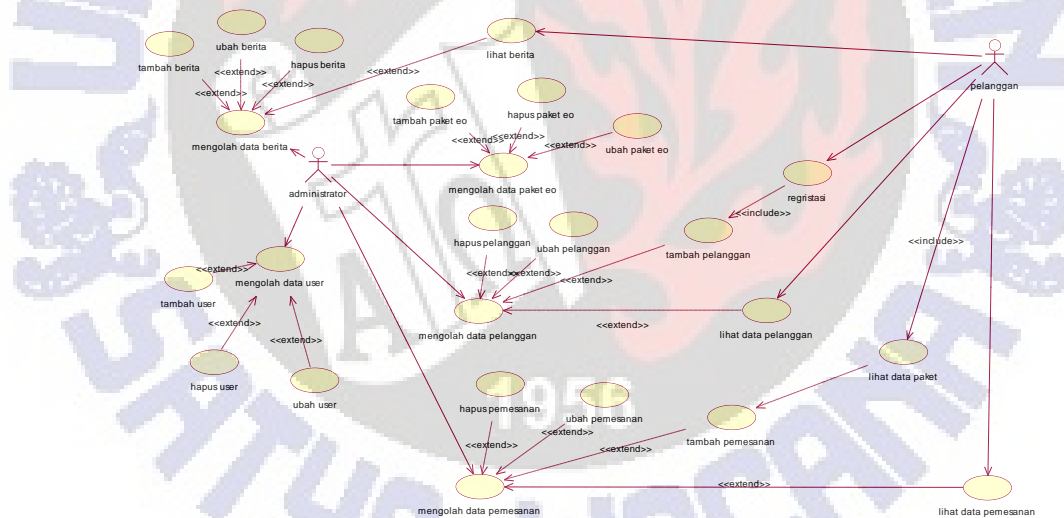 ubah berita
tambah berita
hapus berita
lihat berita
<<extend>>
<<extend>>
<<extend>>
<<extend>>
mengolah data berita
pelanggan
tambah paket eo
hapus paket eo
ubah paket eo
<<extend>>
<<extend>>
<<extend>>
mengolah data paket eo
administrator
regristasi
<<include>>
hapus pelanggan
ubah pelanggan
tambah pelanggan
<<extend>>
<<extend>>
<<extend>>
<<include>>
mengolah data pelanggan
<<extend>>
lihat data pelanggan
<<extend>>
mengolah data user
tambah user
<<extend>>
<<extend>>
hapus user
ubah user
lihat data paket
hapus pemesanan
ubah pemesanan
tambah pemesanan
<<extend>>
<<extend>>
<<extend>>
<<extend>>
mengolah data pemesanan
lihat data pemesanan
1956